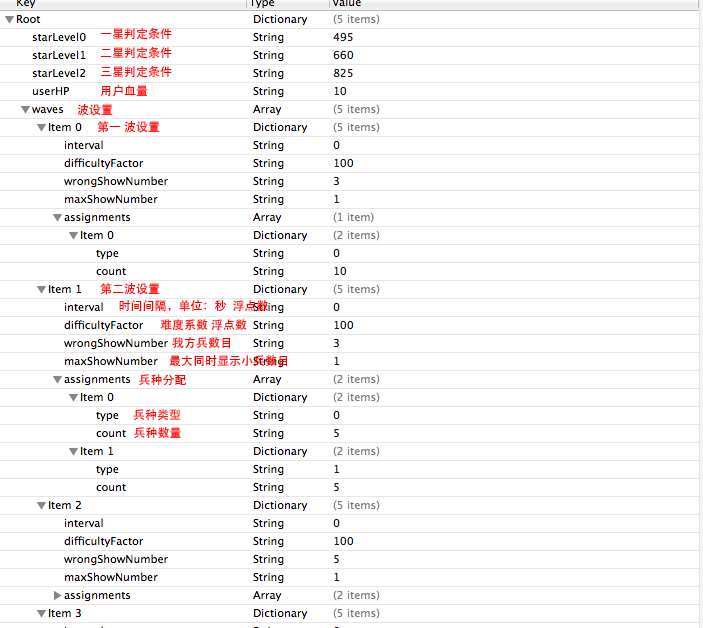 Key Type Value
Root Dictionary (5 items)
starLevel0 一星判定条件 String 495
starLevel1 二星判定条件 String 660
starLevel2 三星判定条件 String 825
userHP 用户血量 String 10
waves 波设置 Array (5 items)
Item 0 第一 波设置 Dictionary (5 items)
interval String 0
difficultyFactor String 100
wrongShowNumber String 3
maxShowNumber String 1
assignments Array (1 item)
Item 0 Dictionary (2 items)
type String 0
count String 10
Item 1 第二波设置 Dictionary (5 items)
interval 时间间隔，单位：秒 浮点数 String 0
difficultyFactor 难度系数 浮点数 String 100
wrongShowNumber 我方兵数目 String 3
maxShowNumber 最大同时显示小兵数目 String 1
assignments 兵种分配 Array (2 items)
Item 0 Dictionary (2 items)
type 兵种类型 String 0
count 兵种数量 String 5
Item 1 Dictionary (2 items)
type String 1
count String 5
Item 2 Dictionary (5 items)
interval String 0
difficultyFactor String 100
wrongShowNumber String 5
maxShowNumber String 1
assignments Array (2 items)
Item 3 Dictionary (5 items)